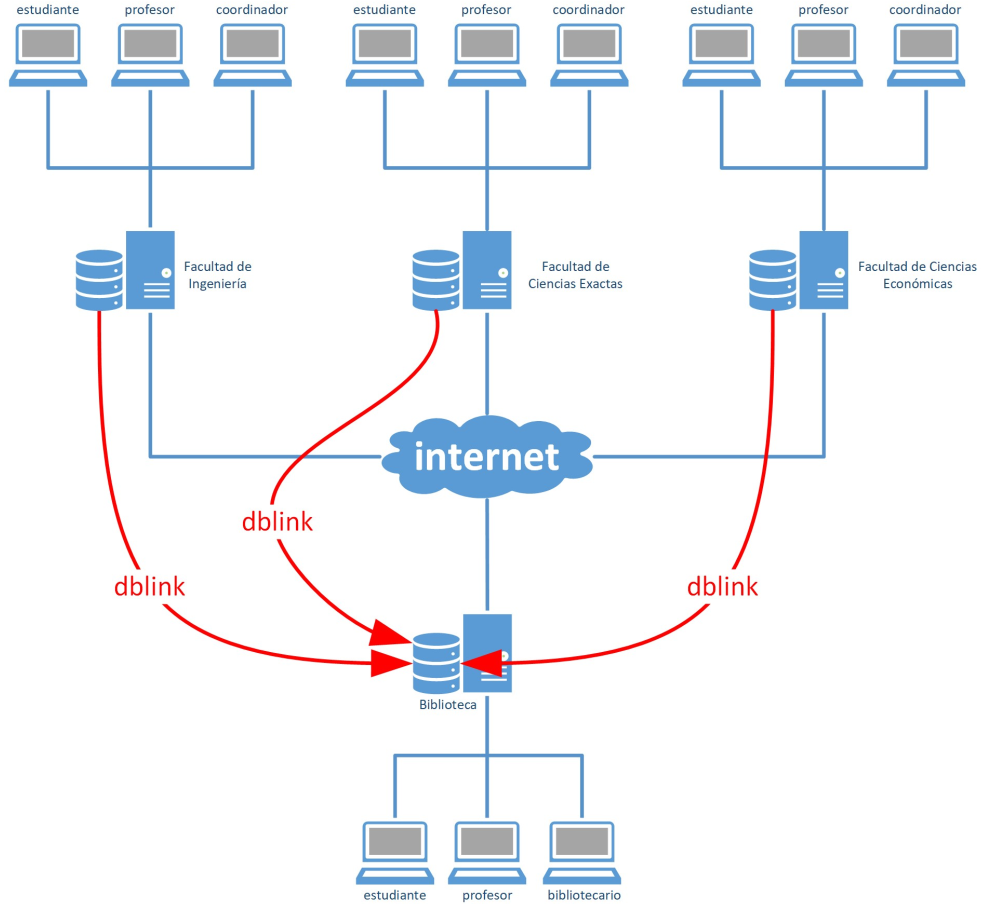 estudiante
profesor
coordinador
estudiante
profesor
coordinador
estudiante
profesor
coordinador
Facultad de
Ingeniería
Facultad de
Ciencias Exactas
Facultad de Ciencias
Económicas
internet
dblink
dblink
dblink
Biblioteca
estudiante
profesor
bibliotecario